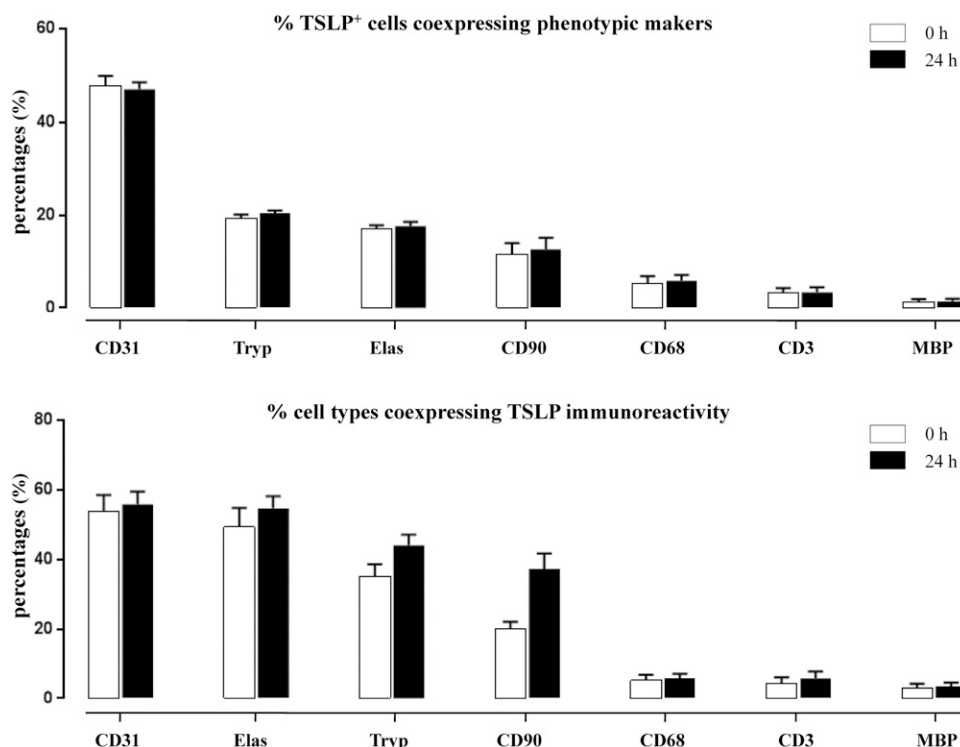 % TSLP+ cells coexpressing phenotypic makers
0 h
24 h
percentages (%)
60
40
20
0
CD31 Tryp Elas CD90 CD68 CD3 MBP
% cell types coexpressing TSLP immunoreactivity
0 h
24 h
percentages (%)
80
60
40
20
0
CD31 Elas Tryp CD90 CD68 CD3 MBP